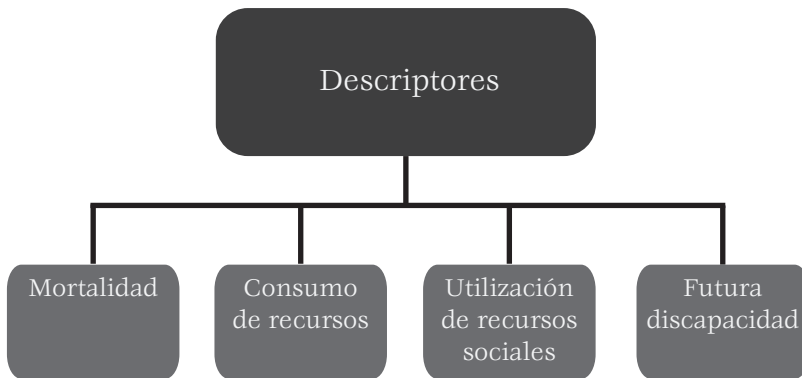 Descriptores
Mortalidad
Consumo
de recursos
Utilización
de recursos
sociales
Futura
discapacidad